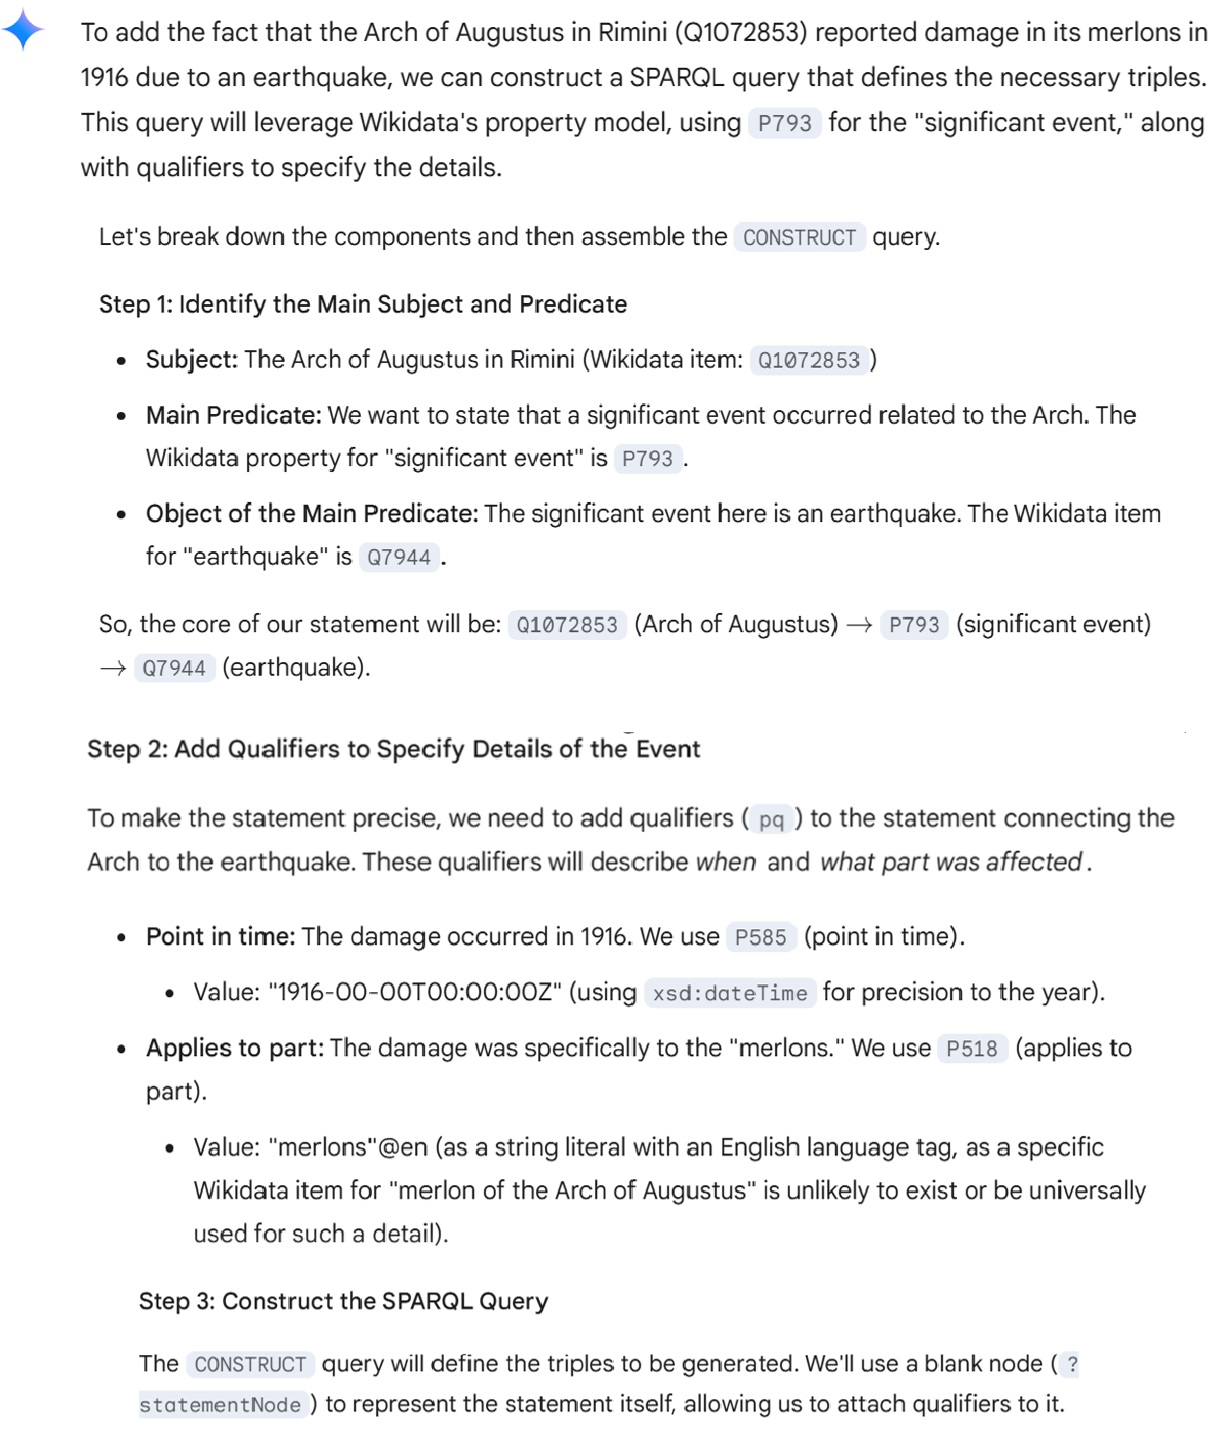 To add the fact that the Arch of Augustus in Rimini (Q1072853) reported damage in its merlons in
1916 due to an earthquake, we can construct a SPARQL query that defines the necessary triples.
This query will leverage Wikidata's property model, using P793 for the "significant event," along
with qualifiers to specify the details.
Let's break down the components and then assemble the CONSTRUCT query.
Step 1: Identify the Main Subject and Predicate
• Subject: The Arch of Augustus in Rimini (Wikidata item: Q1072853 )
• Main Predicate: We want to state that a significant event occurred related to the Arch. The
Wikidata property for "significant event" is P793 .
• Object of the Main Predicate: The significant event here is an earthquake. The Wikidata item
for "earthquake" is Q7944 .
So, the core of our statement will be: Q1072853 (Arch of Augustus) → P793 (significant event)
→ Q7944 (earthquake).
Step 2: Add Qualifiers to Specify Details of the Event
To make the statement precise, we need to add qualifiers ( pq ) to the statement connecting the
Arch to the earthquake. These qualifiers will describe when and what part was affected.
• Point in time: The damage occurred in 1916. We use P585 (point in time).
• Value: "1916-00-00T00:00:00Z" (using xsd:dateTime for precision to the year).
• Applies to part: The damage was specifically to the "merlons." We use P518 (applies to
part).
• Value: "merlons"@en (as a string literal with an English language tag, as a specific
Wikidata item for "merlon of the Arch of Augustus" is unlikely to exist or be universally
used for such a detail).
Step 3: Construct the SPARQL Query
The CONSTRUCT query will define the triples to be generated. We'll use a blank node ( ?
statementNode ) to represent the statement itself, allowing us to attach qualifiers to it.